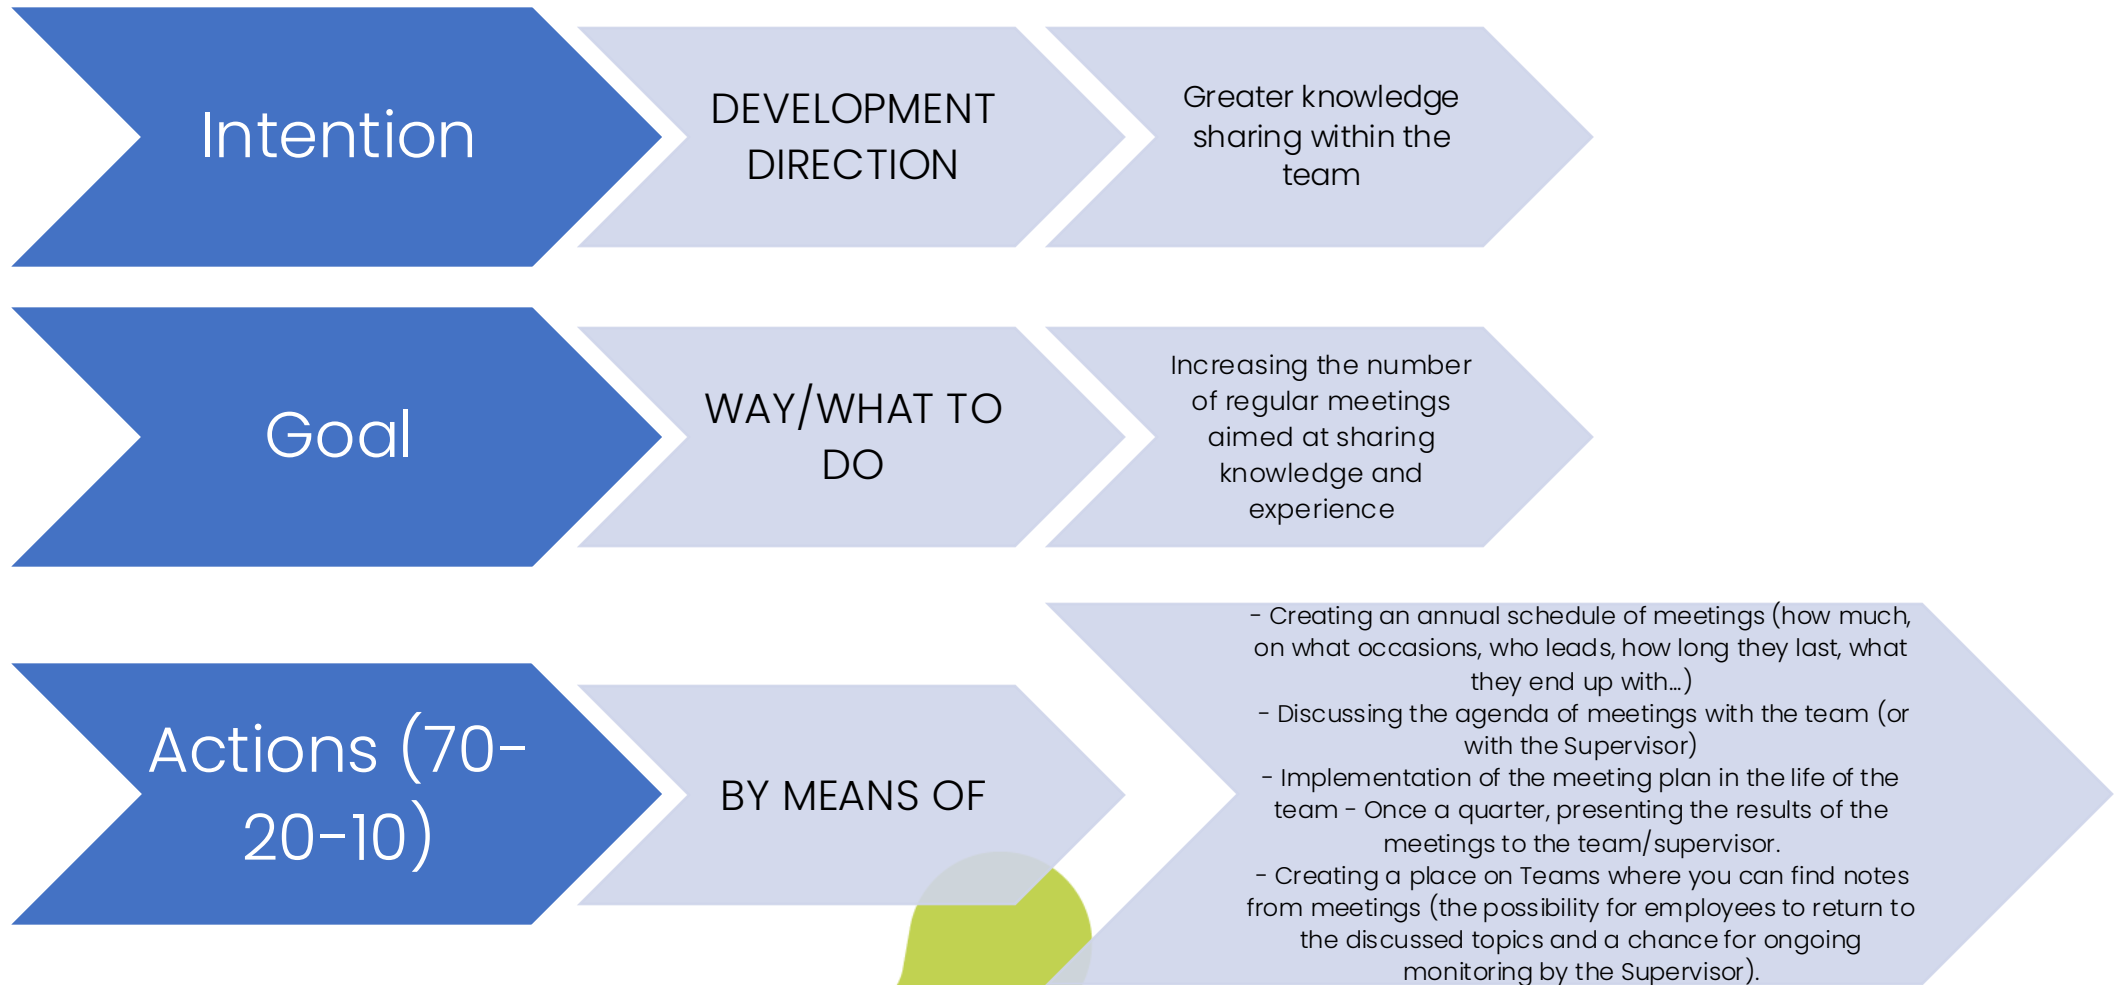 Intention
DEVELOPMENT
DIRECTION
Greater knowledge
sharing within the
team
Goal
WAY/WHAT TO
DO
Increasing the number
of regular meetings
aimed at sharing
knowledge and
experience
Actions (70-
20-10)
BY MEANS OF
- Creating an annual schedule of meetings (how much,
on what occasions, who leads, how long they last, what
they end up with...)
- Discussing the agenda of meetings with the team (or
with the Supervisor)
- Implementation of the meeting plan in the life of the
team - Once a quarter, presenting the results of the
meetings to the team/supervisor.
- Creating a place on Teams where you can find notes
from meetings (the possibility for employees to return to
the discussed topics and a chance for ongoing
monitoring by the Supervisor).